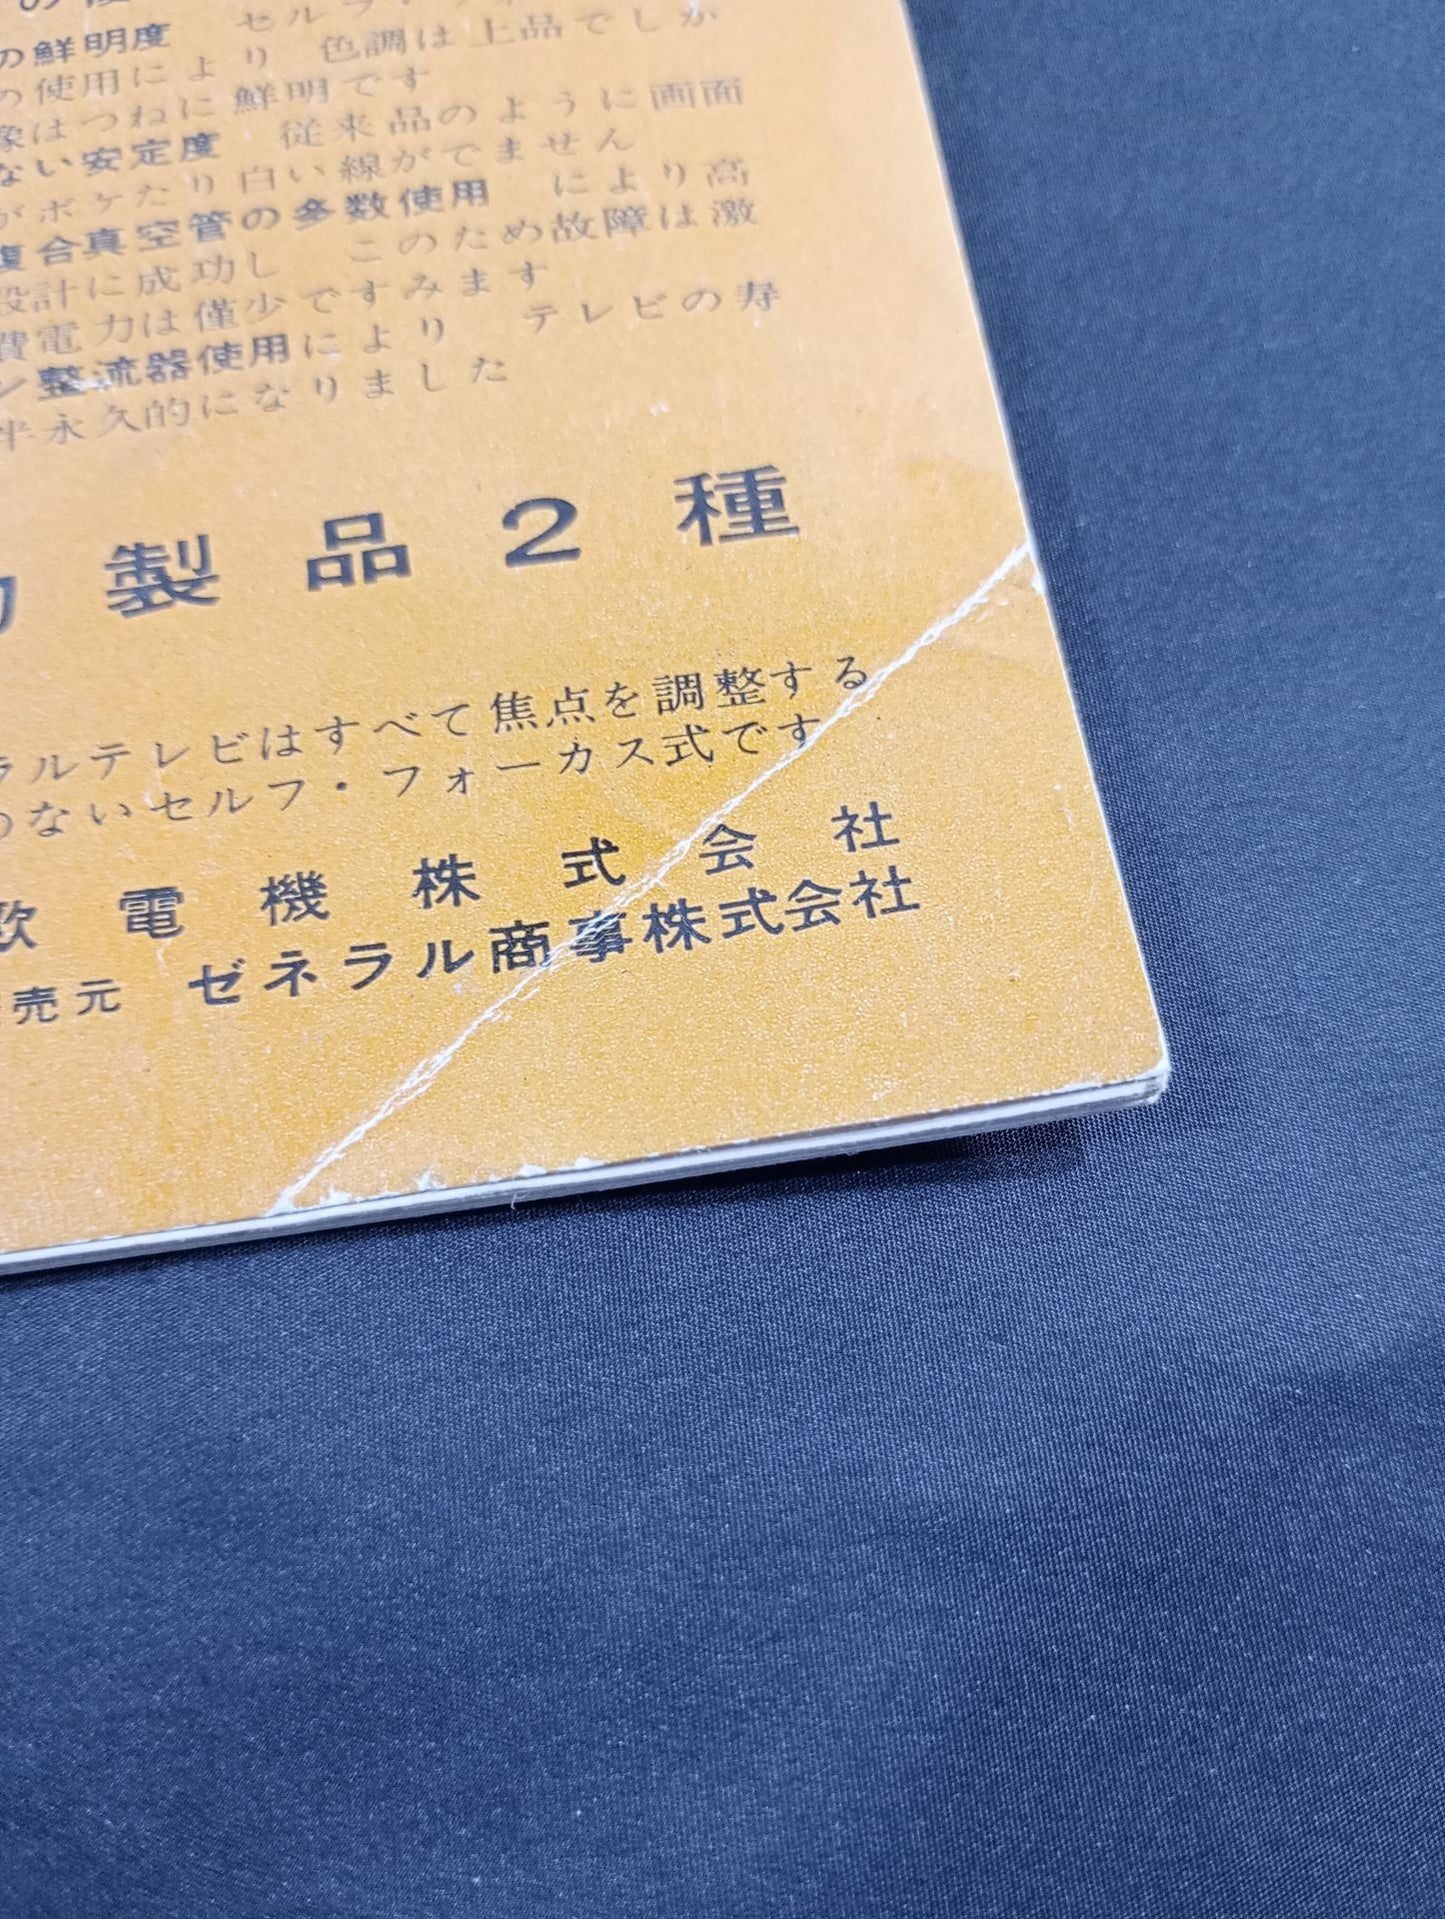 の鮮明度　セルフ・フォ
の使用により 色調は上品でしか
像はつねに鮮明です
ない安定度　従来品のように画面
がボケたり白い線がでません
複合真空管の多数使用　により高
設計に成功し　このため故障は激
費電力は僅少ですみます
ン整流器使用により　テレビの寿
半永久的になりました
製品2種
ラルテレビはすべて焦点を調整する
のないセルフ・フォーカス式です
欧電機株式会社
売元 ゼネラル商事株式会社